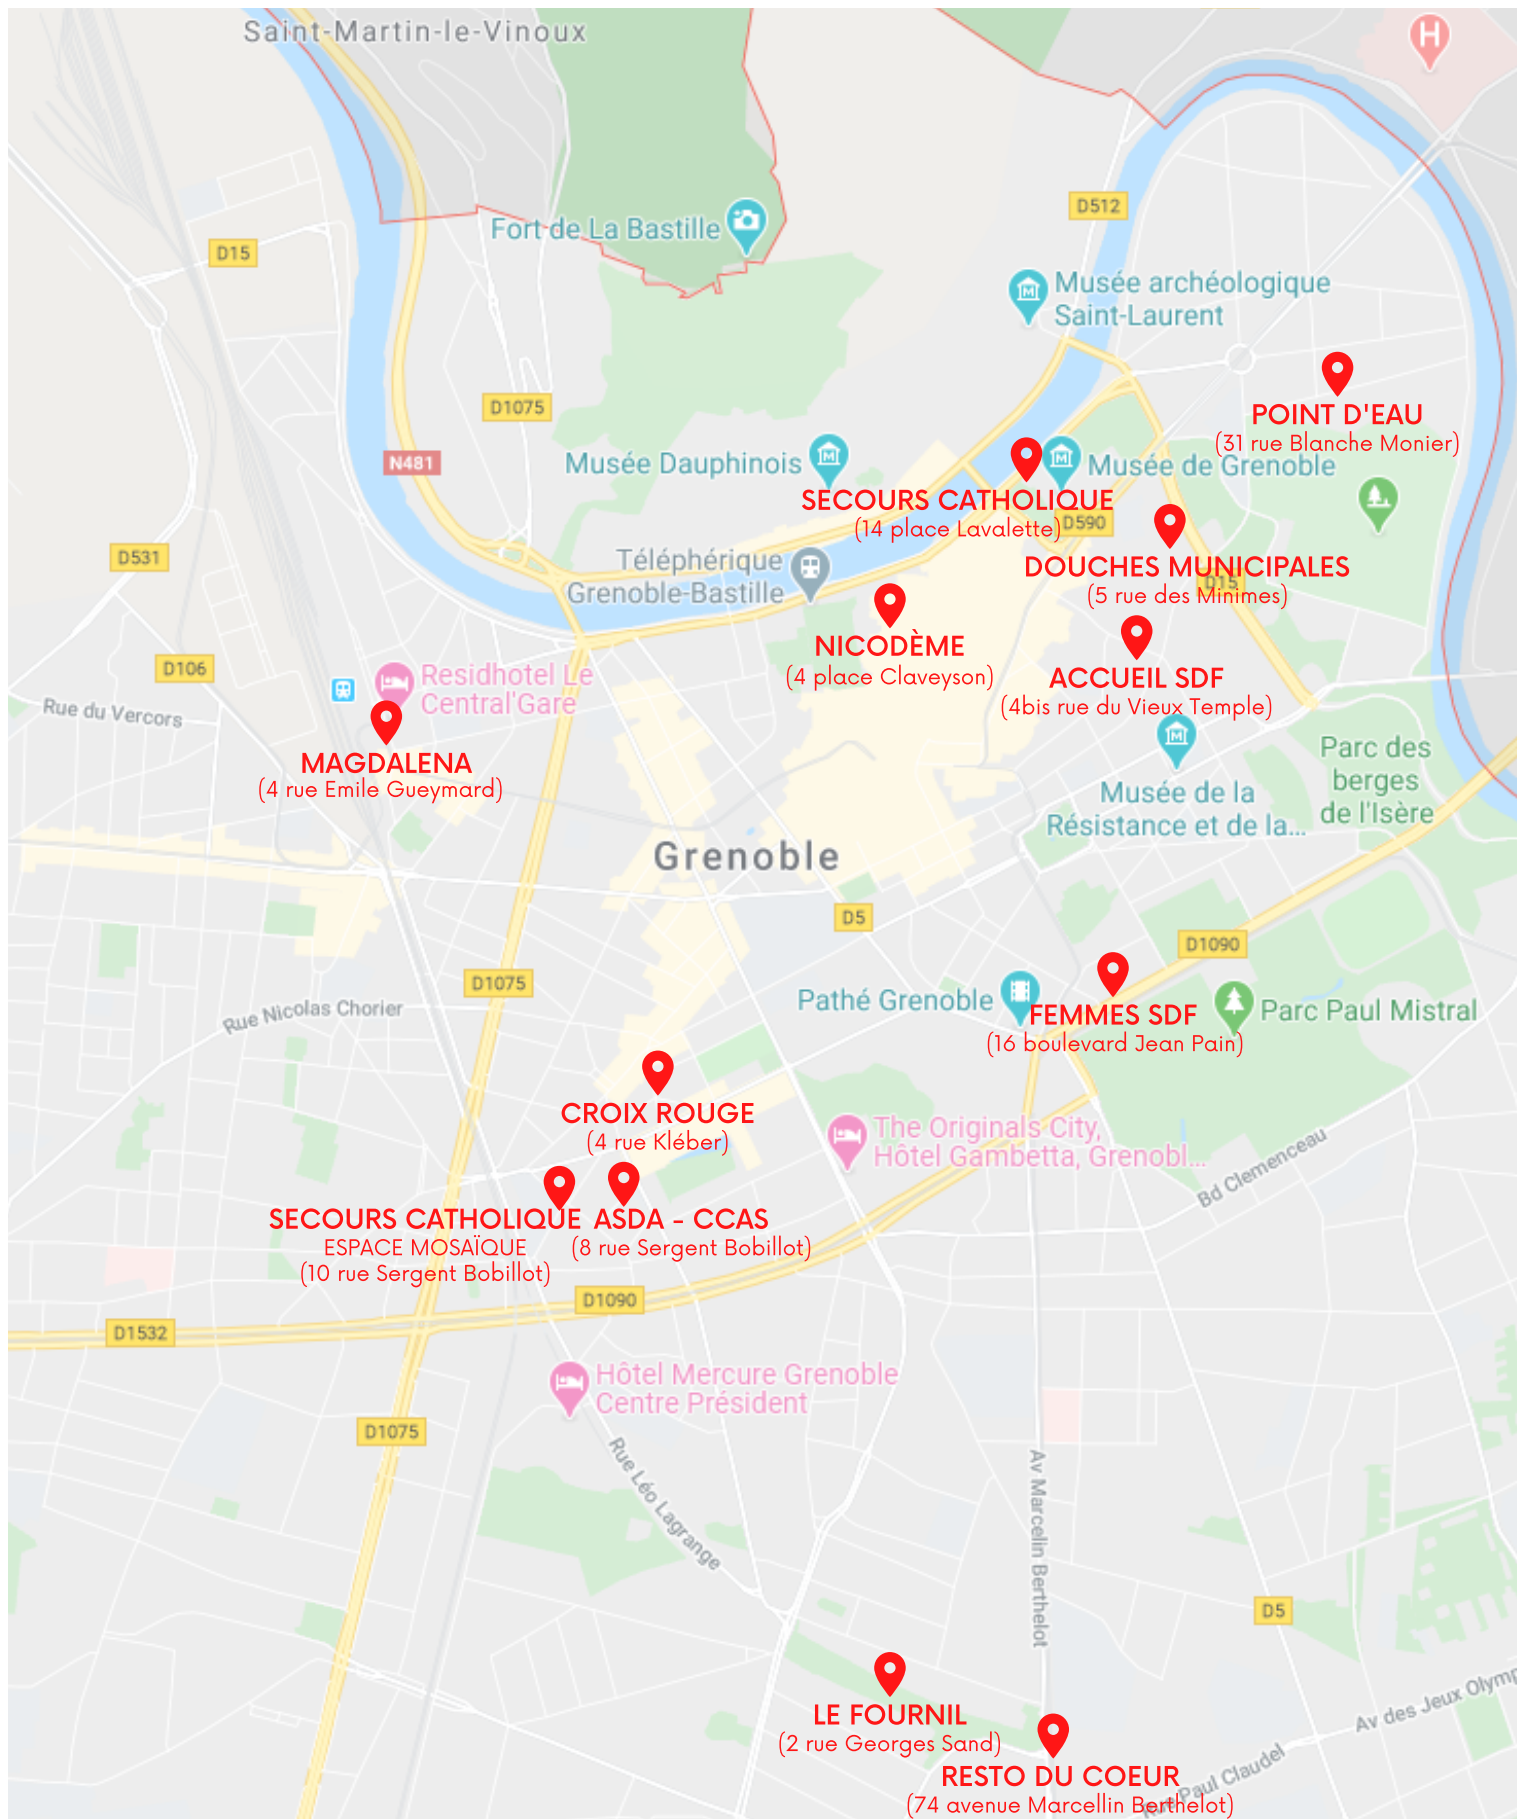 Saint-Martin-le-Vinoux
H
D512
Fort de La Bastille
D15
Musée archéologique
Saint-Laurent
D1075
POINT D'EAU
(31 rue Blanche Monier)
N481
Musée Dauphinois
Musée de Grenoble
SECOURS CATHOLIQUE
(14 place Lavalette)
D590
D531
Téléphérique
Grenoble-Bastille
DOUCHES MUNICIPALES
D15
(5 rue des Minimes)
NICODÈME
(4 place Claveyson)
ACCUEIL SDF
(4bis rue du Vieux Temple)
D106
Residhotel Le
Central'Gare
Rue du Vercors
MAGDALENA
(4 rue Emile Gueymard)
Parc des
berges
de l'Isère
Musée de la
Résistance et de la...
Grenoble
D5
D1090
D1075
Pathé Grenoble
FEMMES SDF
(16 boulevard Jean Pain)
Parc Paul Mistral
Rue Nicolas Chorier
CROIX ROUGE
(4 rue Kléber)
The Originals City,
Hôtel Gambetta, Grenobl...
Bd Clemenceau
SECOURS CATHOLIQUE
ESPACE MOSAÏQUE
(10 rue Sergent Bobillot)
ASDA - CCAS
(8 rue Sergent Bobillot)
D1090
D1532
Hôtel Mercure Grenoble
Centre Président
D1075
Rue Léo Lagrange
Av Marcelin Berthelot
D5
LE FOURNIL
(2 rue Georges Sand)
Av des Jeux Olymp
RESTO DU COEUR
(74 avenue Marcellin Berthelot)
Rue Paul Claudel